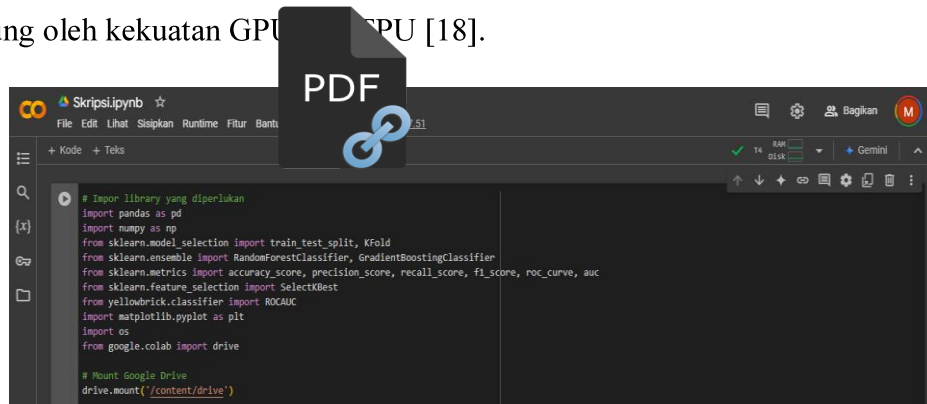 ng oleh kekuatan GPU TPU [18].
PDF
CO Skripsi.ipynb
File Edit Lihat Sisipkan Runtime Fitur Bantu 7.51
Bagikan M
+ Kode + Teks
T4 RAM Disk Gemini
# Impor library yang diperlukan
import pandas as pd
import numpy as np
from sklearn.model_selection import train_test_split, KFold
from sklearn.ensemble import RandomForestClassifier, GradientBoostingClassifier
from sklearn.metrics import accuracy_score, precision_score, recall_score, f1_score, roc_curve, auc
from sklearn.feature_selection import SelectKBest
from yellowbrick.classifier import ROCAUC
import matplotlib.pyplot as plt
import os
from google.colab import drive
# Mount Google Drive
drive.mount('/content/drive')